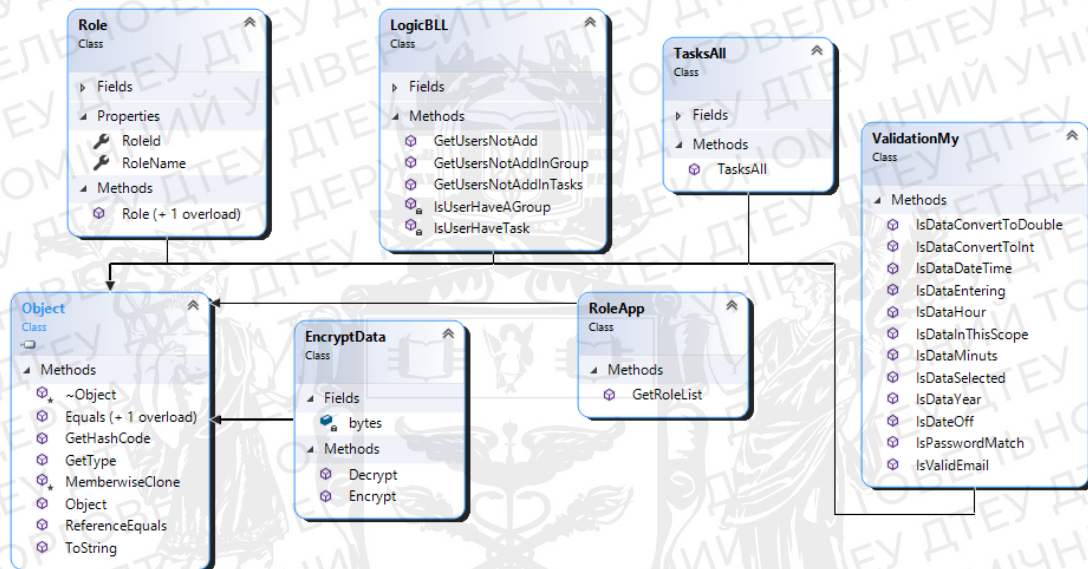 Role
Class
Fields
Properties
RoleId
RoleName
Methods
Role (+ 1 overload)
LogicBLL
Class
Fields
Methods
GetUsersNotAdd
GetUsersNotAddInGroup
GetUsersNotAddInTasks
IsUserHaveAGroup
IsUserHaveTask
TasksAll
Class
Fields
Methods
TasksAll
ValidationMy
Class
Methods
IsDataConvertToDouble
IsDataConvertToInt
IsDataDateTime
IsDataEntering
IsDataHour
IsDataInThisScope
IsDataMinuts
IsDataSelected
IsDataYear
IsDateOff
IsPasswordMatch
IsValidEmail
Object
Class
Methods
~Object
Equals (+ 1 overload)
GetHashCode
GetType
MemberwiseClone
Object
ReferenceEquals
ToString
EncryptData
Class
Fields
bytes
Methods
Decrypt
Encrypt
RoleApp
Class
Methods
GetRoleList